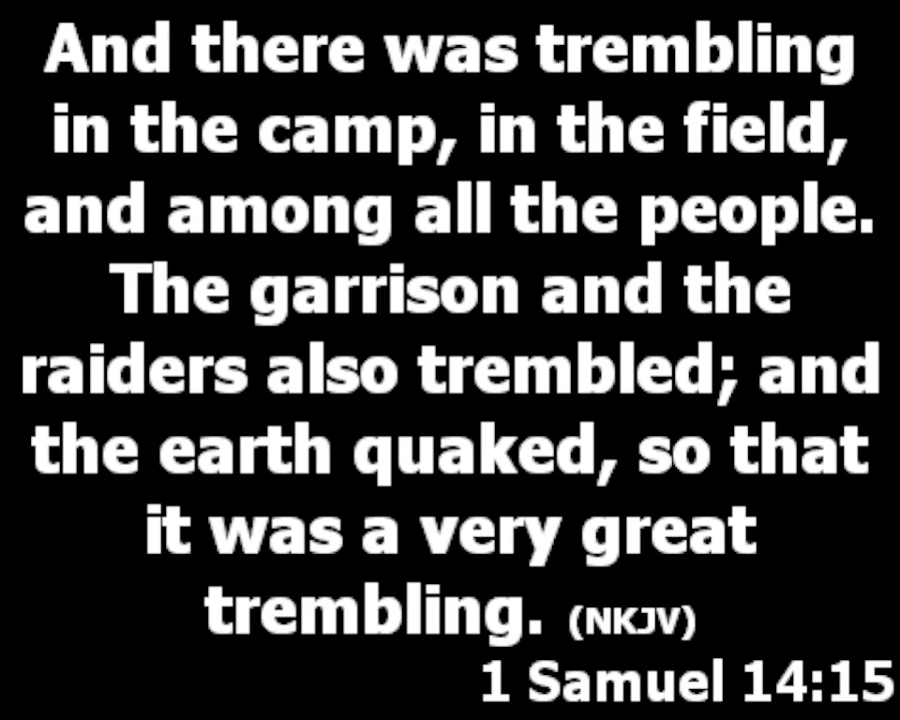 And there was trembling
in the camp, in the field,
and among all the people.
The garrison and the
raiders also trembled; and
the earth quaked, so that
it was a very great
trembling. (NKJV)
1 Samuel 14:15